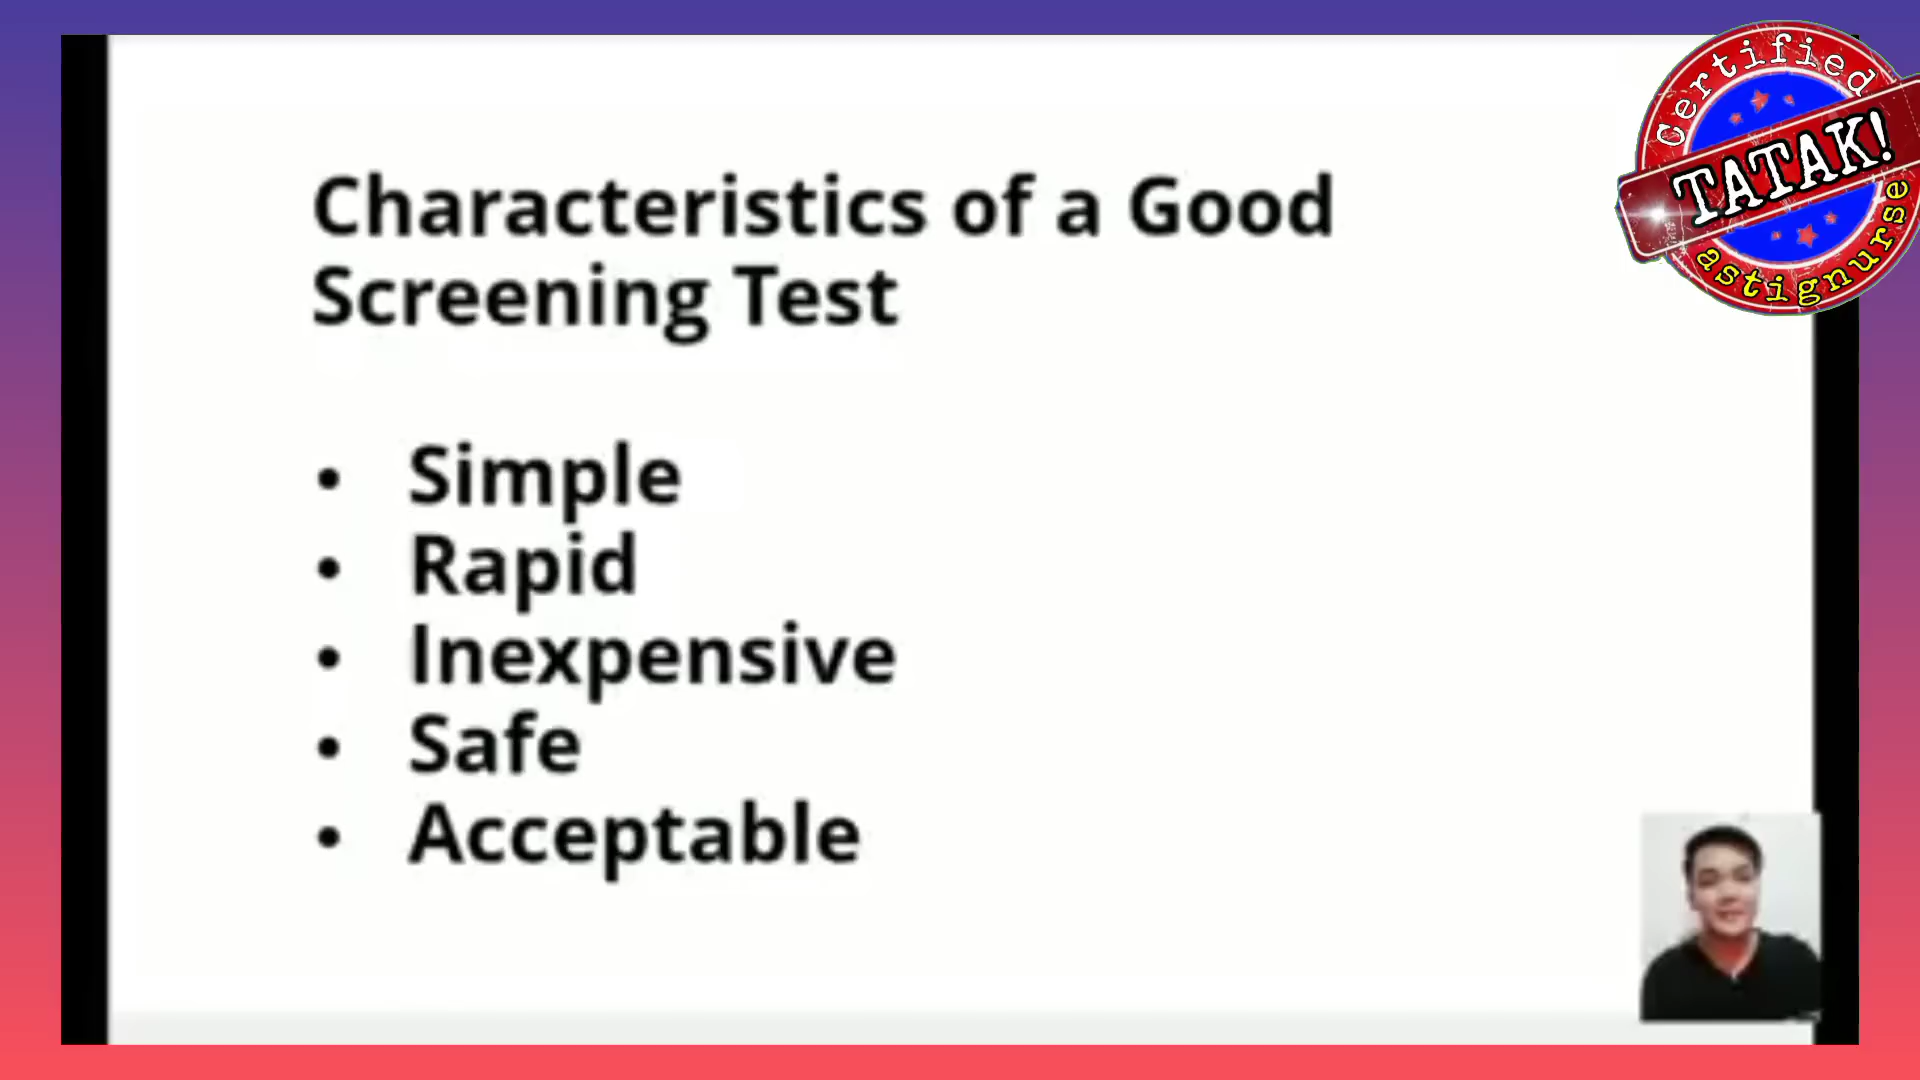 Certified
TATAK!
astignurse
Characteristics of a Good
Screening Test
• Simple
• Rapid
• Inexpensive
• Safe
• Acceptable